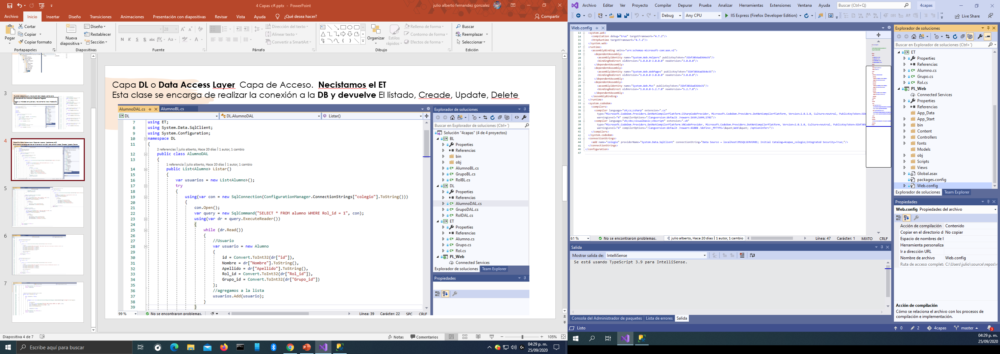 4 Capas c#.pptx - PowerPoint
julio alberto fernandez gonzalez
Archivo Inicio Insertar Diseño Transiciones Animaciones Presentación con diapositivas Revisar Vista Ayuda ¿Qué desea hacer? Compartir
Pegar
Cortar
Copiar
Copiar formato
Portapapeles
Nueva diapositiva
Diseño
Restablecer
Sección
Diapositivas
28
N K S S abc AV Aa A
Fuente
Dirección del texto
Alinear texto
Convertir a SmartArt
Párrafo
Organizar
Estilos rápidos
Relleno de forma
Contorno de forma
Efectos de forma
Dibujo
Buscar
Reemplazar
Seleccionar
Edición
3
4
5
6
7
Capa DL o Data Access Layer Capa de Acceso. Necistamos el ET
Esta clase se encarga de realizar la conexión a la DB y devuelve El listado, Creade, Update, Delete
AlumnoDAL.cs AlumnoBL.cs
DL DL.AlumnoDAL Listar()
7 using ET;
8 using System.Data.SqlClient;
9 using System.Configuration;
10 namespace DL
11 {
2 referencias | julio alberto, Hace 20 días | 1 autor, 1 cambio
12 public class AlumnoDAL
13 {
1 referencia | julio alberto, Hace 20 días | 1 autor, 1 cambio
14 public List<Alumno> Listar()
15 {
16 var usuarios = new List<Alumno>();
17 try
18 {
19 using(var con = new SqlConnection(ConfigurationManager.ConnectionStrings["colegio"].ToString()))
20 {
21 con.Open();
22 var query = new SqlCommand("SELECT * FROM alumno WHERE Rol_id = 1", con);
23 using(var dr = query.ExecuteReader())
24 {
25 while (dr.Read())
26 {
27 //Usuario
28 var usuario = new Alumno
29 {
30 id = Convert.ToInt32(dr["id"]),
31 Nombre = dr["Nombre"].ToString(),
32 Apellido = dr["Apellido"].ToString(),
33 Rol_id = Convert.ToInt32(dr["Rol_id"]),
34 Grupo_id = Convert.ToInt32(dr["Grupo_id"])
35 };
36 //agregamos a la lista
37 usuarios.Add(usuario);
38 }
39 }
99 % No se encontraron problemas. Línea: 39 Carácter: 22 SPC CRLF
Explorador de soluciones
Buscar en Explorador de soluciones (Ctrl+´)
Solución "4capas" (4 de 4 proyectos)
BL
Properties
Referencias
bin
obj
AlumnoBL.cs
GrupoBL.cs
RolBL.cs
DL
Properties
Referencias
AlumnoDAL.cs
GrupoDAL.cs
RolDAL.cs
ET
Properties
Referencias
Alumno.cs
Grupo.cs
Rol.cs
PL_Web
Connected Services
Explorador de soluciones Team Explorer
Propiedades
Diapositiva 4 de 7
Notas Comentarios 105%
Escribe aquí para buscar
04:29 p. m.
25/09/2020
Archivo Editar Ver Proyecto Compilar Depurar Prueba Analizar Herramientas Extensiones Ventana Ayuda Buscar (Ctrl+Q) 4capas
Debug Any CPU IIS Express (Firefox Developer Edition) Live Share
Web.config
13 <system.web>
14 <compilation debug="true" targetFramework="4.7.2"/>
15 <httpRuntime targetFramework="4.7.2"/>
16 </system.web>
17 <runtime>
18 <assemblyBinding xmlns="urn:schemas-microsoft-com:asm.v1">
19 <dependentAssembly>
20 <assemblyIdentity name="System.Web.Helpers" publicKeyToken="31bf3856ad364e35"/>
21 <bindingRedirect oldVersion="1.0.0.0-3.0.0.0" newVersion="3.0.0.0"/>
22 </dependentAssembly>
23 <dependentAssembly>
24 <assemblyIdentity name="System.Web.WebPages" publicKeyToken="31bf3856ad364e35"/>
25 <bindingRedirect oldVersion="1.0.0.0-3.0.0.0" newVersion="3.0.0.0"/>
26 </dependentAssembly>
27 <dependentAssembly>
28 <assemblyIdentity name="System.Web.Mvc" publicKeyToken="31bf3856ad364e35"/>
29 <bindingRedirect oldVersion="1.0.0.0-5.2.7.0" newVersion="5.2.7.0"/>
30 </dependentAssembly>
31 </assemblyBinding>
32 </runtime>
33 <system.codedom>
34 <compilers>
35 <compiler language="c#;cs;csharp" extension=".cs"
36 type="Microsoft.CodeDom.Providers.DotNetCompilerPlatform.CSharpCodeProvider, Microsoft.CodeDom.Providers.DotNetCompilerPlatform, Version=2.0.1.0, Culture=neutral, PublicKeyToken=31b
37 warningLevel="4" compilerOptions="/langversion:default /nowarn:1659;1699;1701"/>
38 <compiler language="vb;vbs;visualbasic;vbscript" extension=".vb"
39 type="Microsoft.CodeDom.Providers.DotNetCompilerPlatform.VBCodeProvider, Microsoft.CodeDom.Providers.DotNetCompilerPlatform, Version=2.0.1.0, Culture=neutral, PublicKeyToken=31bf385
40 warningLevel="4" compilerOptions="/langversion:default /nowarn:41008 /define:_MYTYPE=\&quot;Web\&quot; /optionInfer+"/>
41 </compilers>
42 </system.codedom>
43 <connectionStrings>
44 <add name="colegio" providerName="System.Data.SqlClient" connectionString="Data Source = localhost\MSSQLSERVER01; Initial Catalog=4capas_colegio;Integrated Security=True;"/>
45 </connectionStrings>
46 </configuration>
47
61 % No se encontraron problemas. julio alberto, Hace 20 días | 1 autor, 1 cambio Línea: 47 Carácter: 1 MIXTO CRLF
Salida
Mostrar salida de: IntelliSense
Se está usando TypeScript 3.9 para IntelliSense.
Consola del Administrador de paquetes Lista de errores Salida
Explorador de soluciones
Buscar en Explorador de soluciones (Ctrl+´)
ET
Properties
Referencias
Alumno.cs
Grupo.cs
Rol.cs
PL_Web
Connected Services
Properties
Referencias
App_Data
App_Start
bin
Content
Controllers
fonts
Models
obj
Scripts
Views
Global.asax
packages.config
Web.config
Explorador de soluciones Team Explorer
Propiedades
Web.config Propiedades del archivo
Acción de compilación Contenido
Copiar en el directorio d No copiar
Espacio de nombres de l
Herramienta personaliza
Ir a dirección URL
Nombre de archivo Web.config
Ruta de acceso complet C:\Users\julio\source\repos\4
Acción de compilación
Cómo se relaciona el archivo con los procesos de
compilación e implementación.
Listo 0 2 4capas master 3
04:29 p. m.
25/09/2020